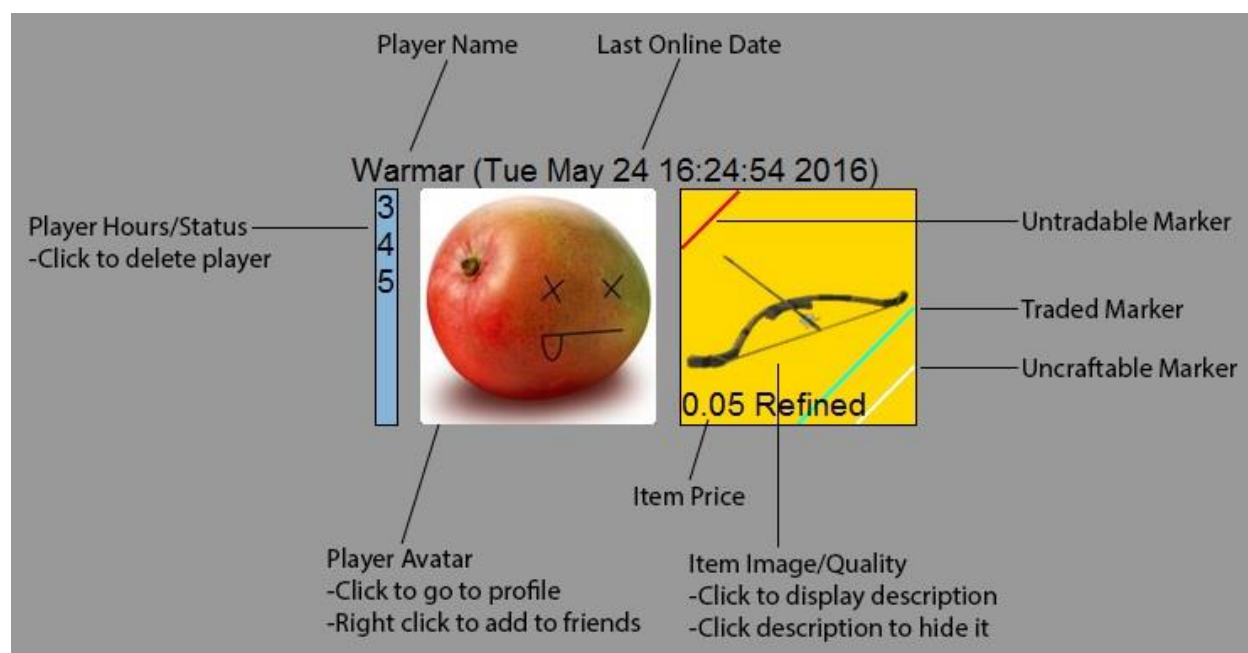 Player Name
Last Online Date
Warmar (Tue May 24 16:24:54 2016)
Player Hours/Status
-Click to delete player
3
4
5
Untradable Marker
Traded Marker
Uncraftable Marker
0.05 Refined
Item Price
Player Avatar
-Click to go to profile
-Right click to add to friends
Item Image/Quality
-Click to display description
-Click description to hide it